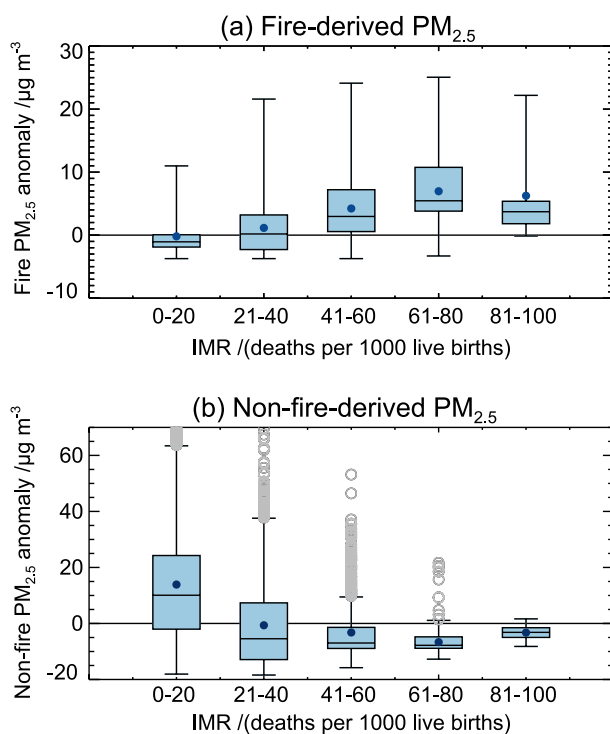 (a) Fire-derived PM2.5
Fire PM2.5 anomaly /µg m-3
30
20
10
0
-10
0-20 21-40 41-60 61-80 81-100
IMR /(deaths per 1000 live births)
(b) Non-fire-derived PM2.5
Non-fire PM2.5 anomaly /µg m-3
60
40
20
0
-20
0-20 21-40 41-60 61-80 81-100
IMR /(deaths per 1000 live births)